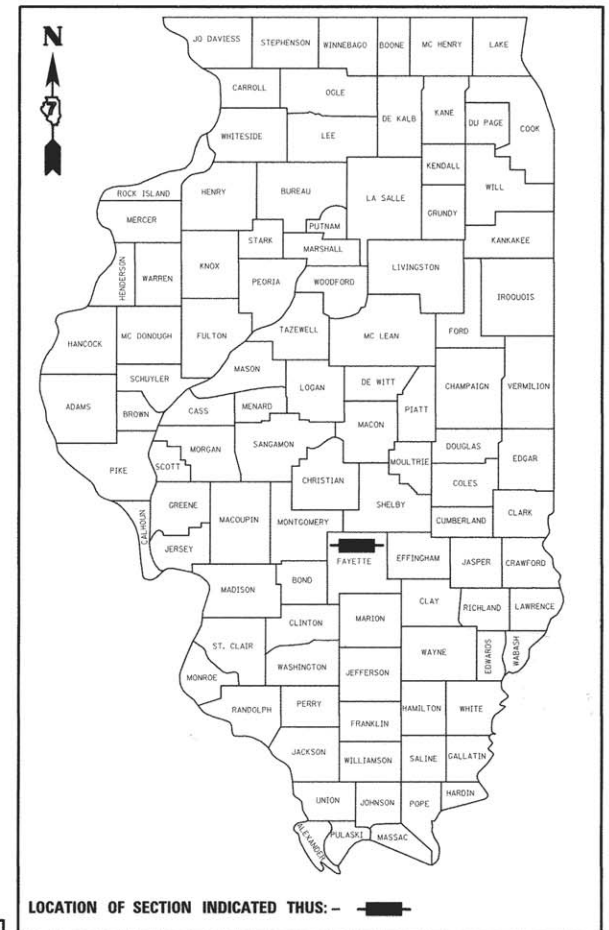 JO DAVIESS
STEPHENSON
WINNEBAGO
BOONE
MC HENRY
LAKE
N
7
CARROLL
OGLE
DE KALB
KANE
DU PAGE
COOK
WHITESIDE
LEE
KENDALL
WILL
ROCK ISLAND
HENRY
BUREAU
LA SALLE
GRUNDY
MERCER
PUTNAM
STARK
MARSHALL
KANKAKEE
HENDERSON
WARREN
KNOX
PEORIA
WOODFORD
LIVINGSTON
IROQUOIS
HANCOCK
MC DONOUGH
FULTON
TAZEWELL
MC LEAN
FORD
SCHUYLER
MASON
LOGAN
DE WITT
CHAMPAIGN
VERMILION
ADAMS
BROWN
CASS
MENARD
PIATT
MACON
PIKE
SCOTT
MORGAN
SANGAMON
MOULTRIE
DOUGLAS
EDGAR
CHRISTIAN
COLES
CALHOUN
GREENE
MACOUPIN
MONTGOMERY
SHELBY
CUMBERLAND
CLARK
JERSEY
FAYETTE
EFFINGHAM
JASPER
CRAWFORD
MADISON
BOND
CLAY
RICHLAND
LAWRENCE
CLINTON
MARION
ST. CLAIR
WAYNE
EDWARDS
WABASH
WASHINGTON
JEFFERSON
MONROE
RANDOLPH
PERRY
HAMILTON
WHITE
FRANKLIN
JACKSON
WILLIAMSON
SALINE
GALLATIN
UNION
JOHNSON
POPE
HARDIN
ALEXANDER
PULASKI
MASSAC
LOCATION OF SECTION INDICATED THUS: -